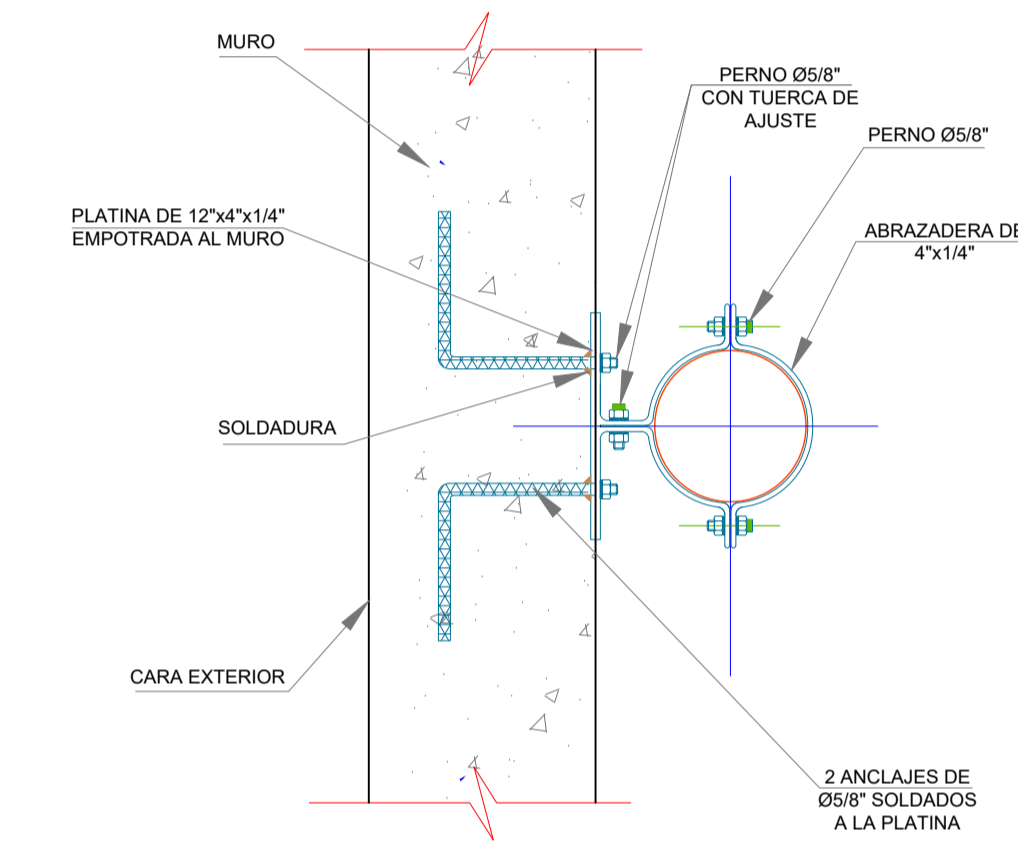 MURO
PERNO Ø5/8"
CON TUERCA DE
AJUSTE
PERNO Ø5/8"
PLATINA DE 12"x4"x1/4"
EMPOTRADA AL MURO
ABRAZADERA DE
4"x1/4"
SOLDADURA
CARA EXTERIOR
2 ANCLAJES DE
Ø5/8" SOLDADOS
A LA PLATINA